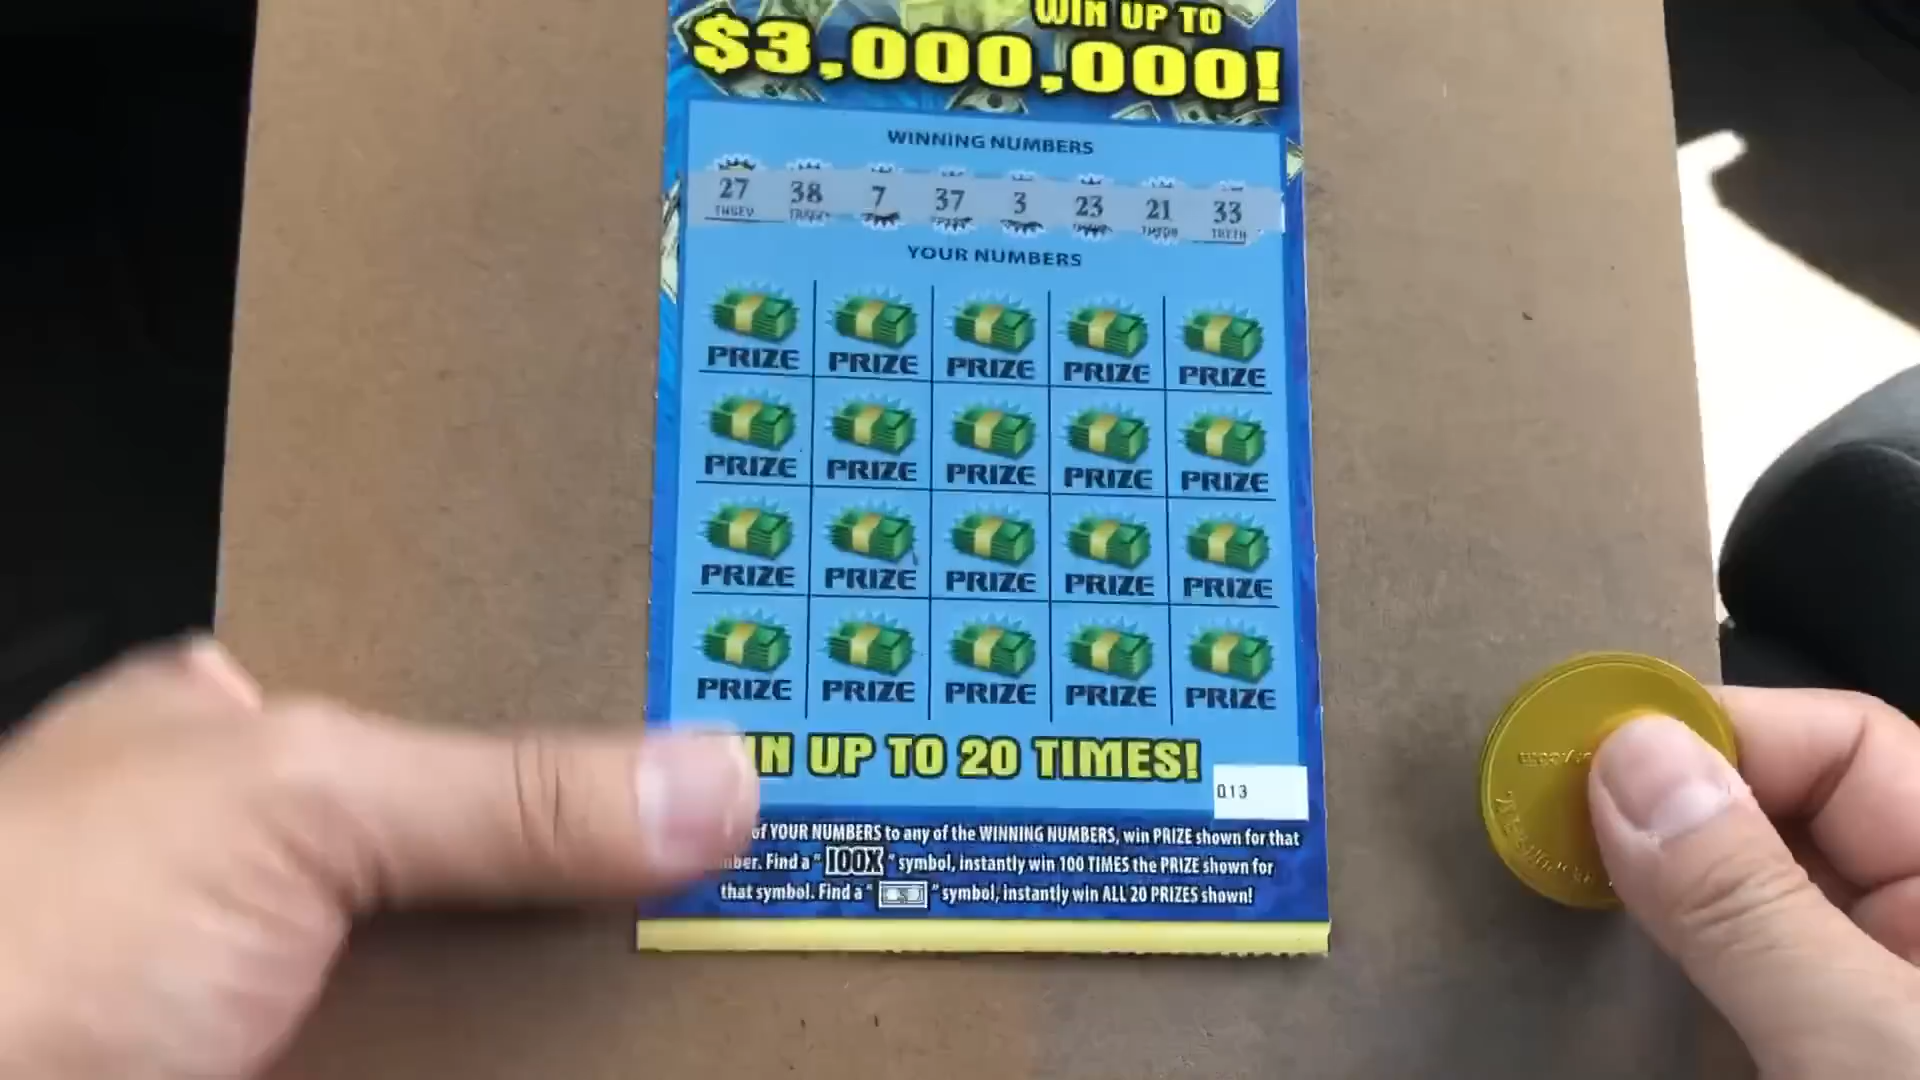 WIN UP TO
$3,000,000!
WINNING NUMBERS
27 38 7 37 3 23 21 33
YOUR NUMBERS
PRIZE PRIZE PRIZE PRIZE PRIZE
PRIZE PRIZE PRIZE PRIZE PRIZE
PRIZE PRIZE PRIZE PRIZE PRIZE
PRIZE PRIZE PRIZE PRIZE PRIZE
UP TO 20 TIMES!
013
of YOUR NUMBERS to any of the WINNING NUMBERS, win PRIZE shown for that
Find a "100X" symbol, instantly win 100 TIMES the PRIZE shown for
that symbol. Find a " " symbol, instantly win ALL 20 PRIZES shown!